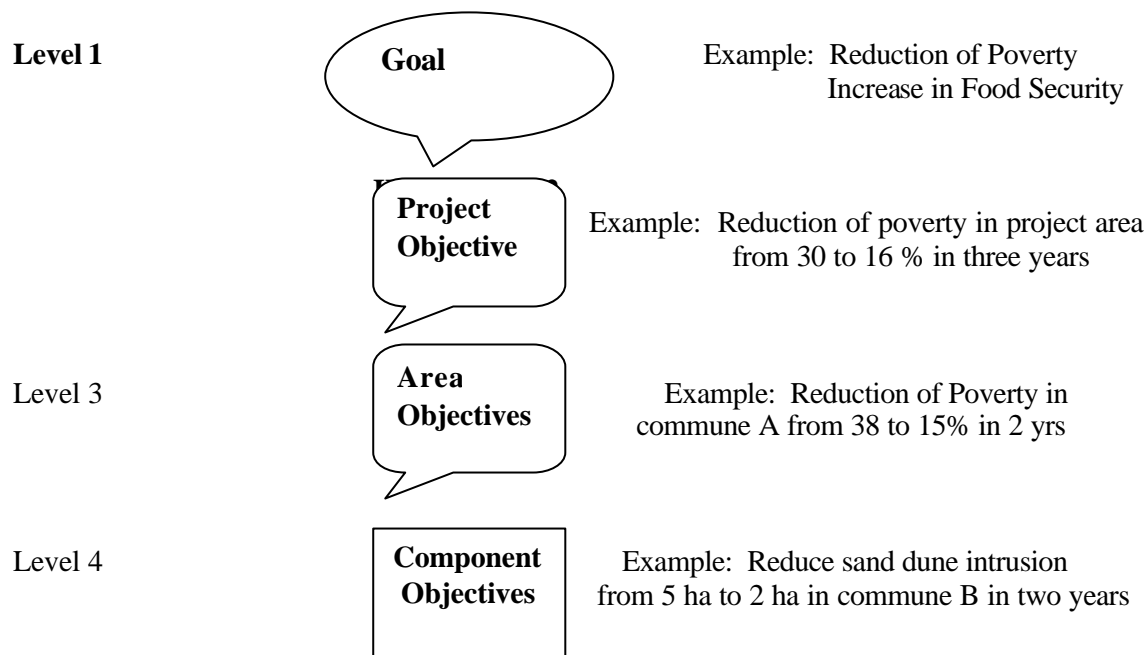 Level 1
Goal
Example: Reduction of Poverty
Increase in Food Security
Project
Objective
Example: Reduction of poverty in project area
from 30 to 16 % in three years
Level 3
Area
Objectives
Example: Reduction of Poverty in
commune A from 38 to 15% in 2 yrs
Level 4
Component
Objectives
Example: Reduce sand dune intrusion
from 5 ha to 2 ha in commune B in two years